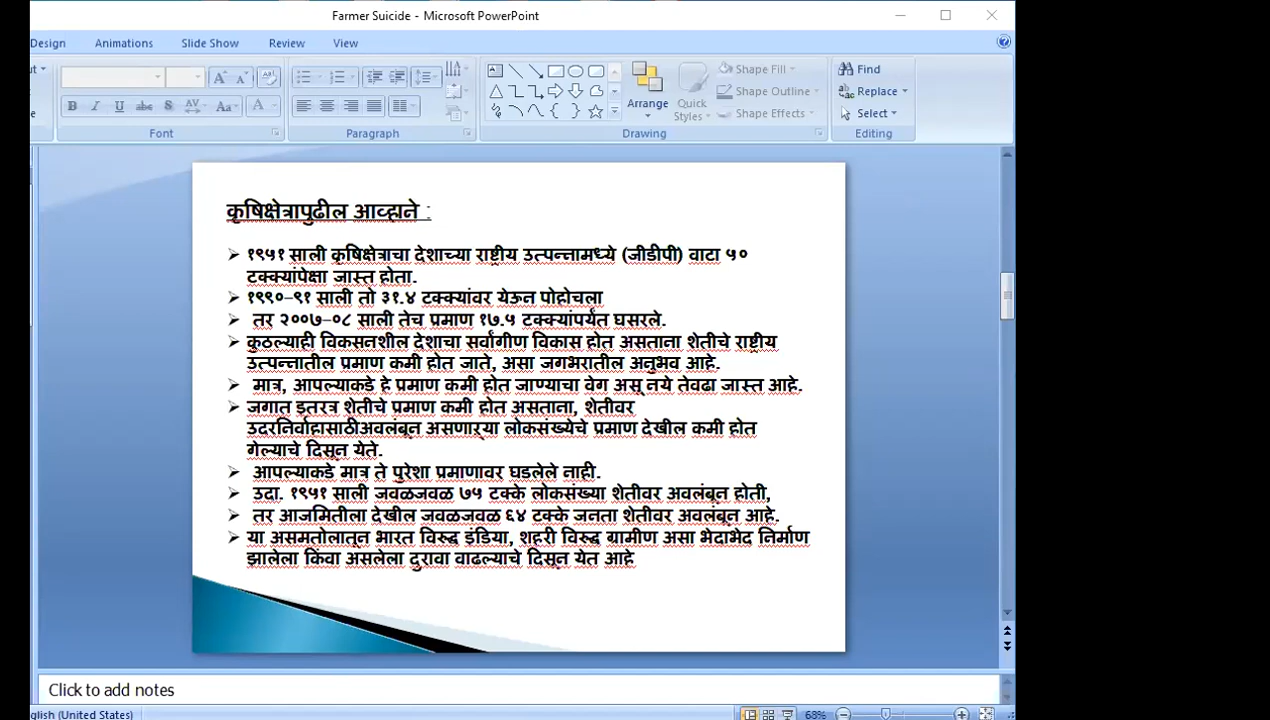 Farmer Suicide - Microsoft PowerPoint
Design Animations Slide Show Review View
Shape Fill
Shape Outline
Shape Effects
Arrange
Quick Styles
Find
Replace
Select
Font Paragraph Drawing Editing
कृषिक्षेत्रापुढील आव्हाने :
१९५१ साली कृषिक्षेत्राचा देशाच्या राष्ट्रीय उत्पन्नामध्ये (जीडीपी) वाटा ५०
टक्क्यांपेक्षा जास्त होता.
१९९०–९१ साली तो ३१.४ टक्क्यांवर येऊन पोहोचला
तर २००७–०८ साली तेच प्रमाण १७.५ टक्क्यांपर्यंत घसरले.
कुठल्याही विकसनशील देशाचा सर्वांगीण विकास होत असताना शेतीचे राष्ट्रीय
उत्पन्नातील प्रमाण कमी होत जाते, असा जगभरातील अनुभव आहे.
मात्र, आपल्याकडे हे प्रमाण कमी होत जाण्याचा वेग असू नये तेवढा जास्त आहे.
जगात इतरत्र शेतीचे प्रमाण कमी होत असताना, शेतीवर
उदरनिर्वाहासाठीअवलंबून असणाऱ्या लोकसंख्येचे प्रमाण देखील कमी होत
गेल्याचे दिसून येते.
आपल्याकडे मात्र ते पुरेशा प्रमाणावर घडलेले नाही.
उदा. १९५१ साली जवळजवळ ७५ टक्के लोकसंख्या शेतीवर अवलंबून होती,
तर आजमितीला देखील जवळजवळ ६४ टक्के जनता शेतीवर अवलंबून आहे.
या असमतोलातून भारत विरुद्ध इंडिया, शहरी विरुद्ध ग्रामीण असा भेदाभेद निर्माण
झालेला किंवा असलेला दुरावा वाढल्याचे दिसून येत आहे
Click to add notes
glish (United States) 68%